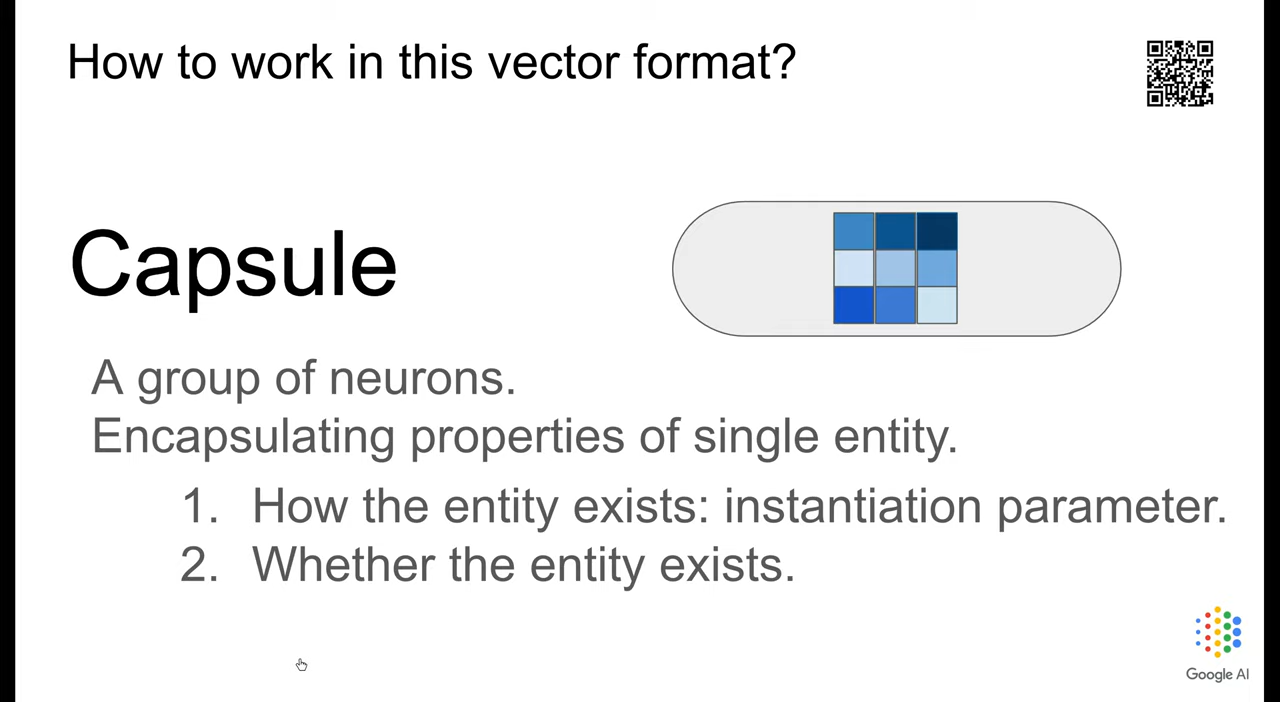 How to work in this vector format?
Capsule
A group of neurons.
Encapsulating properties of single entity.
1. How the entity exists: instantiation parameter.
2. Whether the entity exists.
Google AI